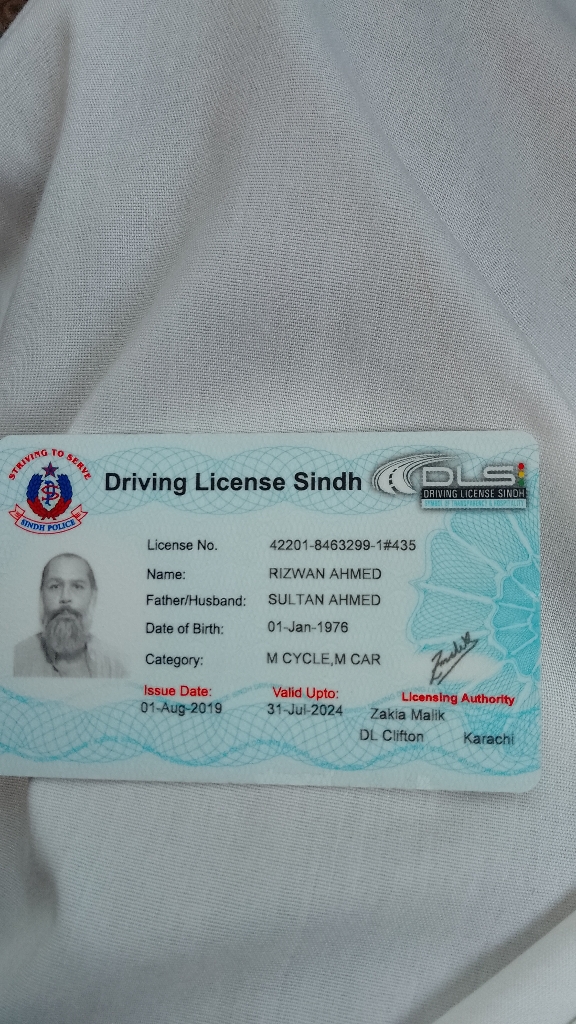 STRIVING TO SERVE
SINDH POLICE
Driving License Sindh
DLS
DRIVING LICENSE SINDH
License No. 42201-8463299-1#435
Name: RIZWAN AHMED
Father/Husband: SULTAN AHMED
Date of Birth: 01-Jan-1976
Category: M CYCLE,M CAR
Issue Date: Valid Upto: Licensing Authority
01-Aug-2019 31-Jul-2024 Zakia Malik
DL Clifton Karachi